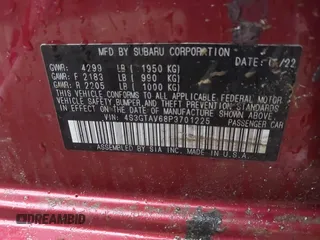 MFD BY SUBARU CORPORATION
GVWR: 4299 LB (1950 KG) DATE: /22
GAWR: F 2183 LB (990 KG)
GAWR: R 2205 LB (1000 KG)
THIS VEHICLE CONFORMS TO ALL APPLICABLE FEDERAL MOTOR
VEHICLE SAFETY, BUMPER, AND THEFT PREVENTION STANDARDS
IN EFFECT ON THE DATE OF MANUFACTURE SHOWN ABOVE.
VIN: 4S3GTAV68P3701225 PASSENGER CAR
ASSEMBLED BY SIA INC. MADE IN U.S.A.
DREAMBID